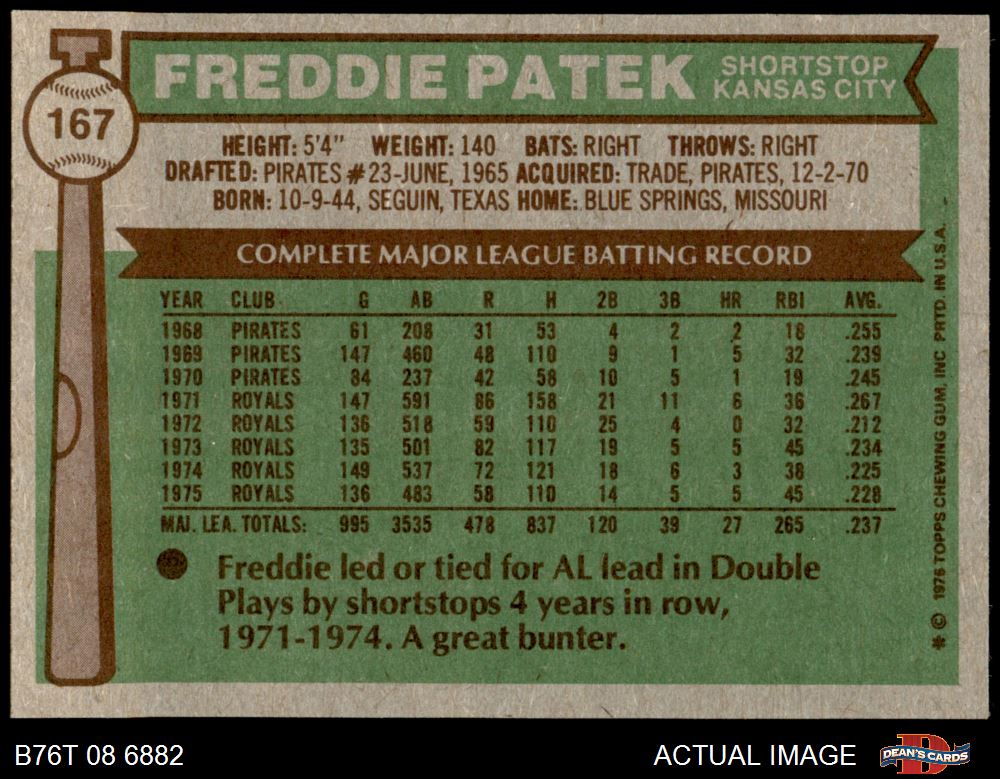 FREDDIE PATEK SHORTSTOP
KANSAS CITY
167
HEIGHT: 5'4" WEIGHT: 140 BATS: RIGHT THROWS: RIGHT
DRAFTED: PIRATES #23-JUNE, 1965 ACQUIRED: TRADE, PIRATES, 12-2-70
BORN: 10-9-44, SEGUIN, TEXAS HOME: BLUE SPRINGS, MISSOURI
COMPLETE MAJOR LEAGUE BATTING RECORD
YEAR CLUB G AB R H 2B 3B HR RBI AVG.
1968 PIRATES 61 208 31 53 4 2 2 18 .255
1969 PIRATES 147 460 48 110 9 1 5 32 .239
1970 PIRATES 84 237 42 58 10 5 1 19 .245
1971 ROYALS 147 591 86 158 21 11 6 36 .267
1972 ROYALS 136 518 59 110 25 4 0 32 .212
1973 ROYALS 135 501 82 117 19 5 5 45 .234
1974 ROYALS 149 537 72 121 18 6 3 38 .225
1975 ROYALS 136 483 58 110 14 5 5 45 .228
MAJ. LEA. TOTALS: 995 3535 478 837 120 39 27 265 .237
Freddie led or tied for AL lead in Double
Plays by shortstops 4 years in row,
1971-1974. A great bunter.
* © 1976 TOPPS CHEWING GUM, INC PRTD. IN U.S.A.
B76T 08 6882 ACTUAL IMAGE DEAN'S CARDS